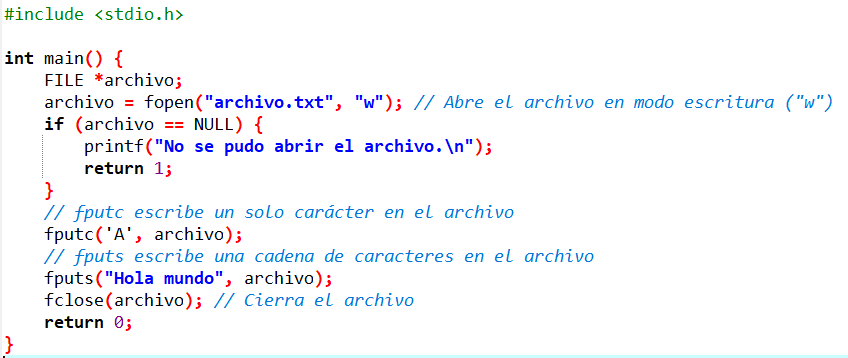 #include <stdio.h>
int main() {
    FILE *archivo;
    archivo = fopen("archivo.txt", "w"); // Abre el archivo en modo escritura ("w")
    if (archivo == NULL) {
        printf("No se pudo abrir el archivo.\n");
        return 1;
    }
    // fputc escribe un solo carácter en el archivo
    fputc('A', archivo);
    // fputs escribe una cadena de caracteres en el archivo
    fputs("Hola mundo", archivo);
    fclose(archivo); // Cierra el archivo
    return 0;
}